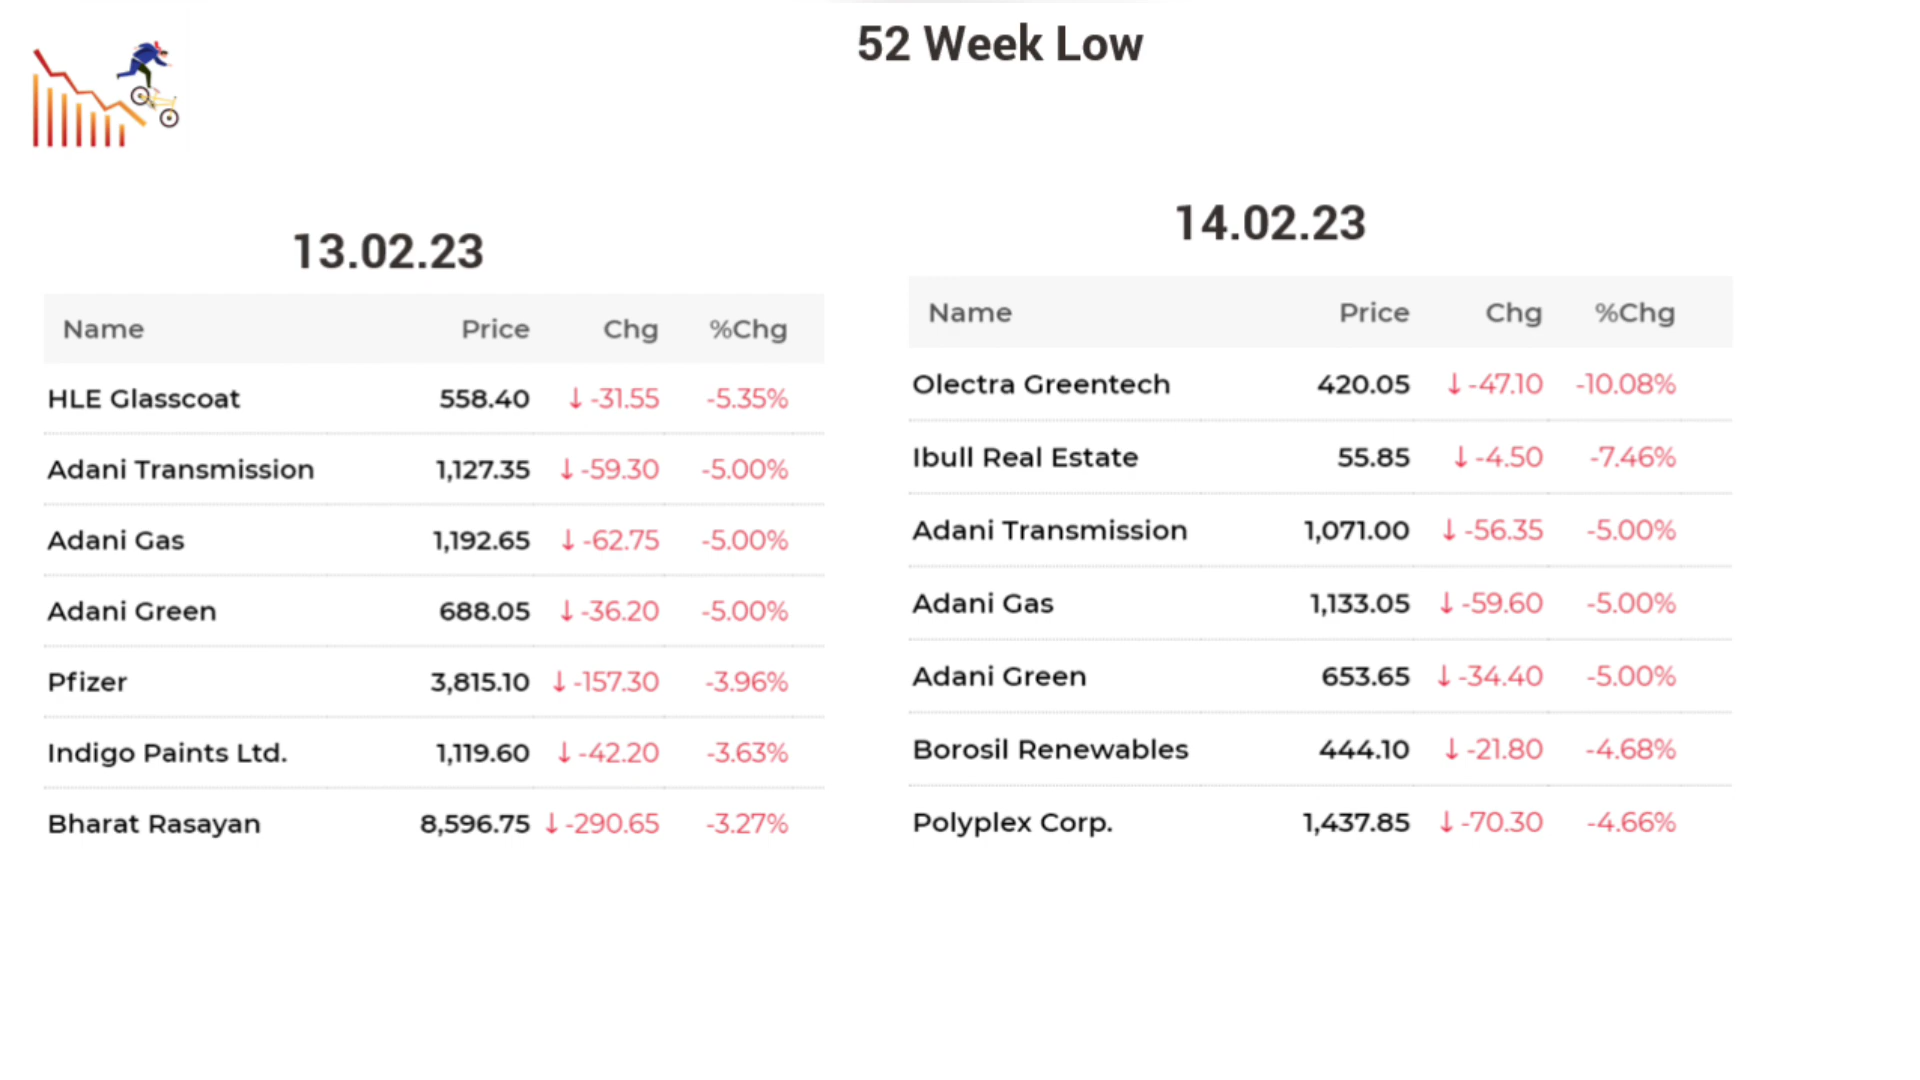 52 Week Low
13.02.23
Name Price Chg %Chg
HLE Glasscoat 558.40 ↓ -31.55 -5.35%
Adani Transmission 1,127.35 ↓ -59.30 -5.00%
Adani Gas 1,192.65 ↓ -62.75 -5.00%
Adani Green 688.05 ↓ -36.20 -5.00%
Pfizer 3,815.10 ↓ -157.30 -3.96%
Indigo Paints Ltd. 1,119.60 ↓ -42.20 -3.63%
Bharat Rasayan 8,596.75 ↓ -290.65 -3.27%
14.02.23
Name Price Chg %Chg
Olectra Greentech 420.05 ↓ -47.10 -10.08%
Ibull Real Estate 55.85 ↓ -4.50 -7.46%
Adani Transmission 1,071.00 ↓ -56.35 -5.00%
Adani Gas 1,133.05 ↓ -59.60 -5.00%
Adani Green 653.65 ↓ -34.40 -5.00%
Borosil Renewables 444.10 ↓ -21.80 -4.68%
Polyplex Corp. 1,437.85 ↓ -70.30 -4.66%